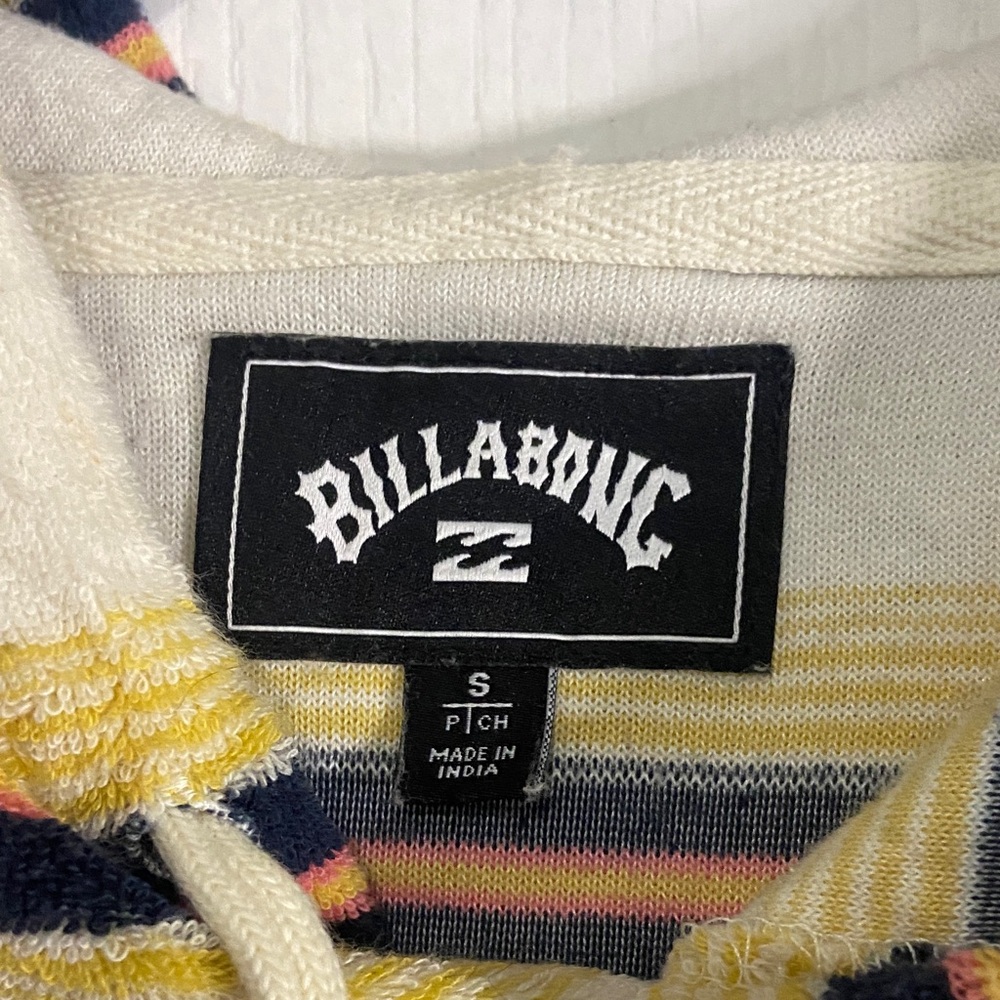 BILLABONG
S
P | CH
MADE IN
INDIA